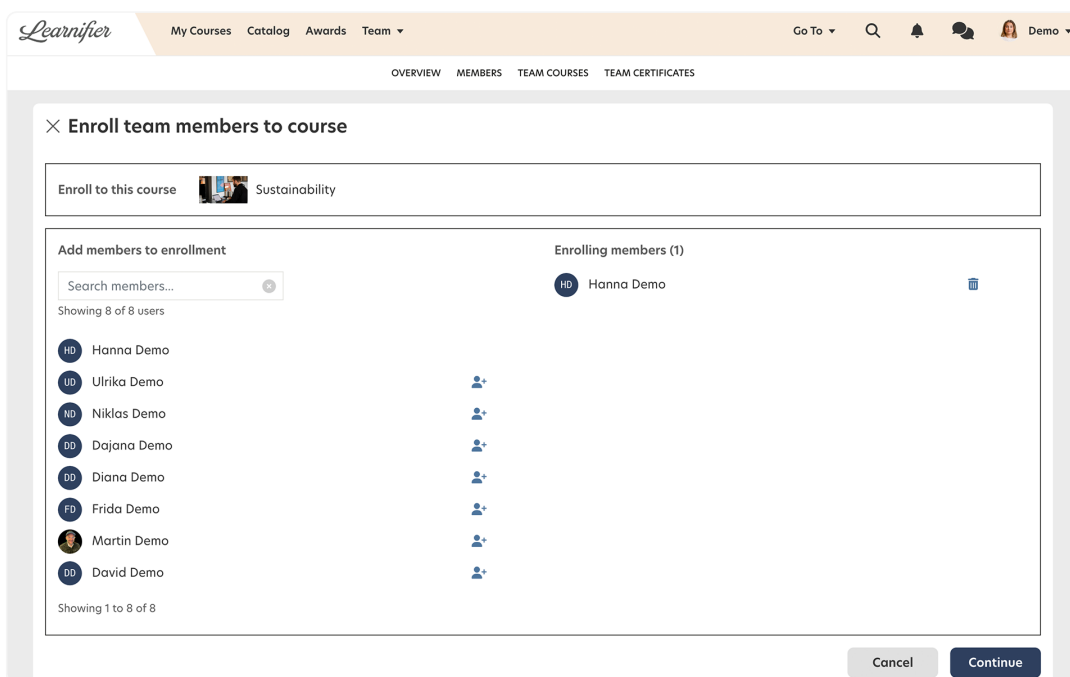 Learnifier
My Courses Catalog Awards Team Go To Demo
OVERVIEW MEMBERS TEAM COURSES TEAM CERTIFICATES
Enroll team members to course
Enroll to this course Sustainability
Add members to enrollment
Search members...
Showing 8 of 8 users
HD Hanna Demo
UD Ulrika Demo
ND Niklas Demo
DD Dajana Demo
DD Diana Demo
FD Frida Demo
Martin Demo
DD David Demo
Showing 1 to 8 of 8
Enrolling members (1)
HD Hanna Demo
Cancel Continue